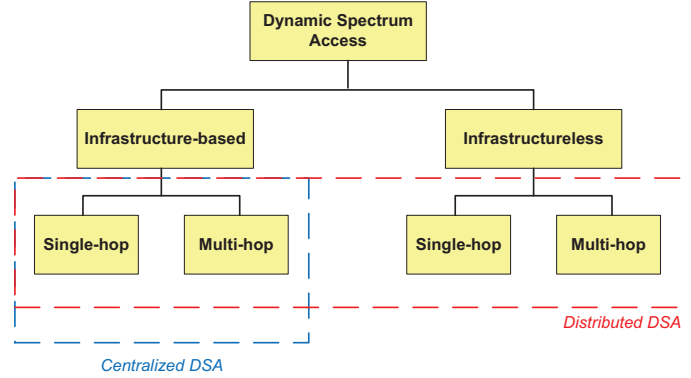 Dynamic Spectrum
Access
Infrastructure-based
Infrastructureless
Single-hop
Multi-hop
Single-hop
Multi-hop
Distributed DSA
Centralized DSA